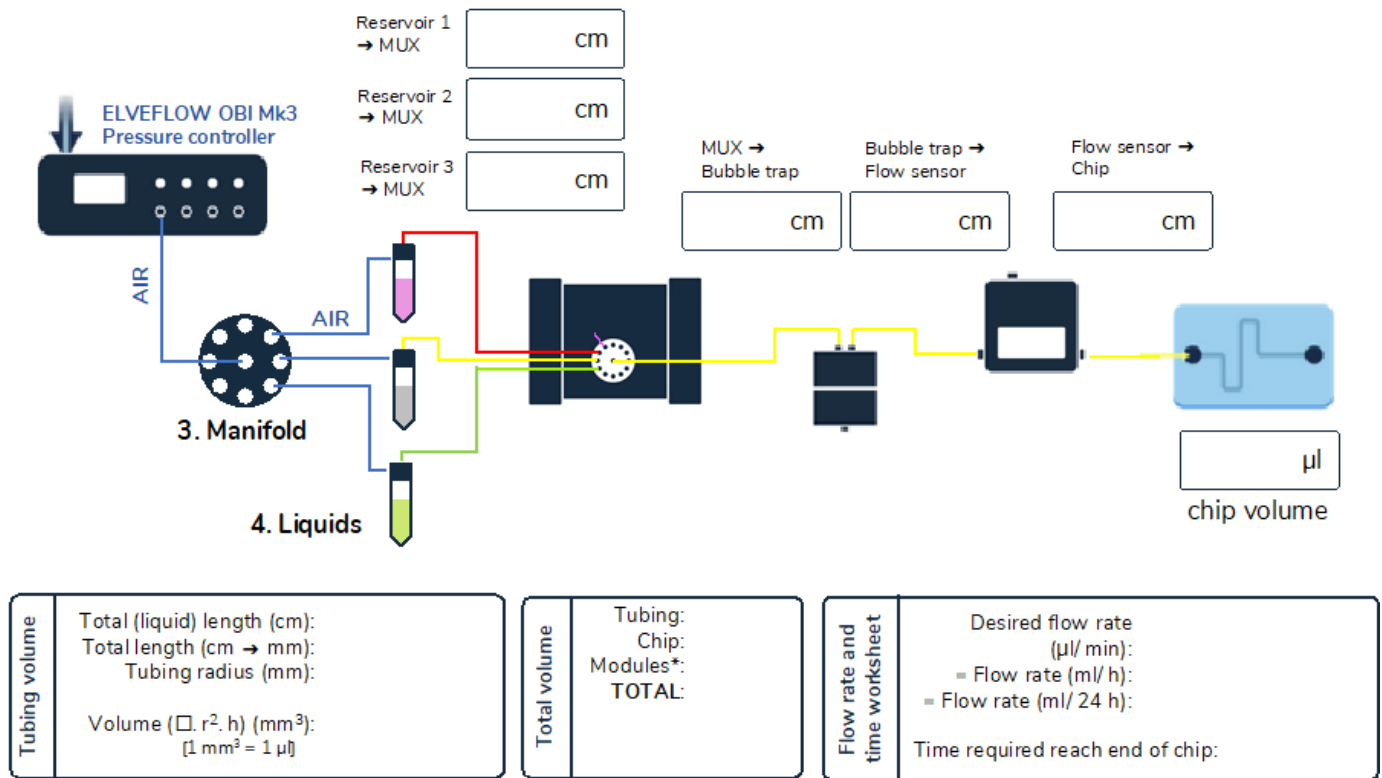 Reservoir 1
➔ MUX
cm
Reservoir 2
➔ MUX
cm
Reservoir 3
➔ MUX
cm
ELVEFLOW OBI Mk3
Pressure controller
MUX ➔
Bubble trap
cm
Bubble trap ➔
Flow sensor
cm
Flow sensor ➔
Chip
cm
AIR
AIR
3. Manifold
4. Liquids
µl
chip volume
Tubing volume
Total (liquid) length (cm):
Total length (cm ➔ mm):
Tubing radius (mm):
Volume (□. r². h) (mm³):
[1 mm³ = 1 µl]
Total volume
Tubing:
Chip:
Modules*:
TOTAL:
Flow rate and
time worksheet
Desired flow rate
(µl/ min):
= Flow rate (ml/ h):
= Flow rate (ml/ 24 h):
Time required reach end of chip: